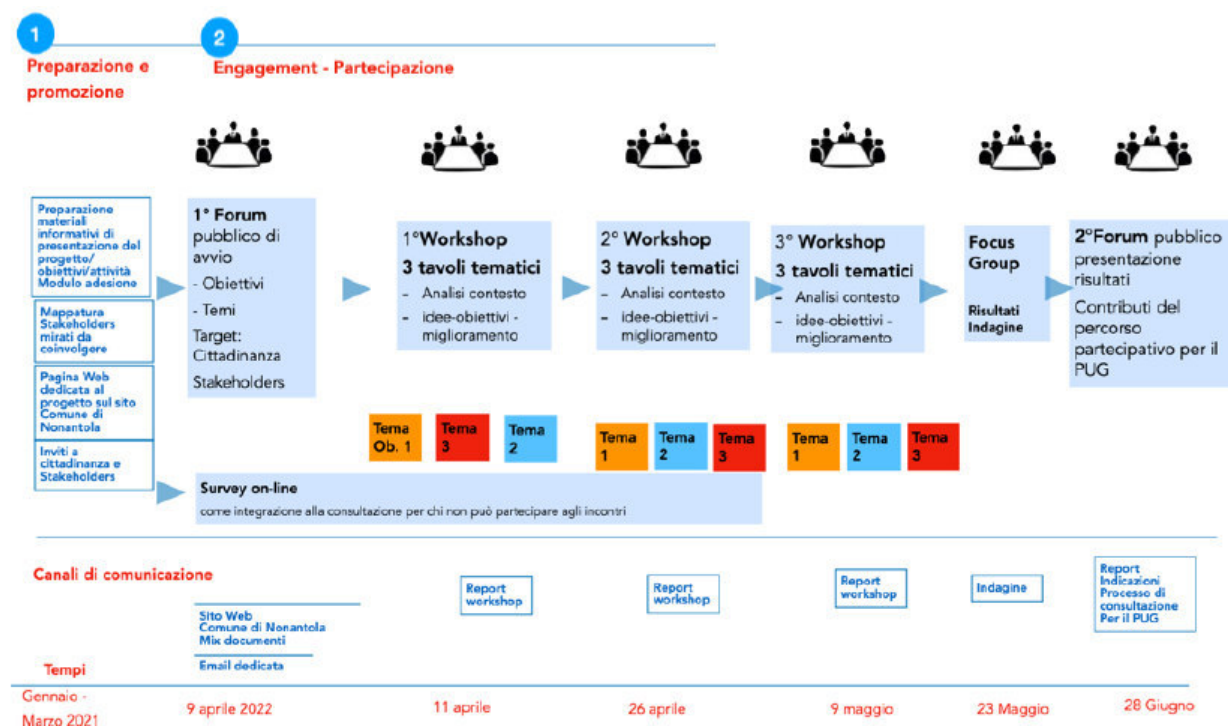 1
2
Preparazione e
promozione
Engagement - Partecipazione
Preparazione
materiali
informativi di
presentazione del
progetto/
obiettivi/attività
Modulo adesione
Mappatura
Stakeholders
mirati da
coinvolgere
Pagina Web
dedicata al
progetto sul sito
Comune di
Nonantola
Inviti a
cittadinanza e
Stakeholders
1° Forum
pubblico di
avvio
- Obiettivi
- Temi
Target:
Cittadinanza
Stakeholders
1°Workshop
3 tavoli tematici
– Analisi contesto
– idee-obiettivi -
miglioramento
2° Workshop
3 tavoli tematici
– Analisi contesto
– idee-obiettivi -
miglioramento
3° Workshop
3 tavoli tematici
– Analisi contesto
– idee-obiettivi -
miglioramento
Focus
Group
Risultati
Indagine
2°Forum pubblico
presentazione
risultati
Contributi del
percorso
partecipativo per il
PUG
Tema
Ob. 1
Tema
3
Tema
2
Tema
1
Tema
2
Tema
3
Tema
1
Tema
2
Tema
3
Survey on-line
come integrazione alla consultazione per chi non può partecipare agli incontri
Canali di comunicazione
Sito Web
Comune di Nonantola
Mix documenti
Email dedicata
Report
workshop
Report
workshop
Report
workshop
Indagine
Report
Indicazioni
Processo di
consultazione
Per il PUG
Tempi
Gennaio -
Marzo 2021
9 aprile 2022
11 aprile
26 aprile
9 maggio
23 Maggio
28 Giugno